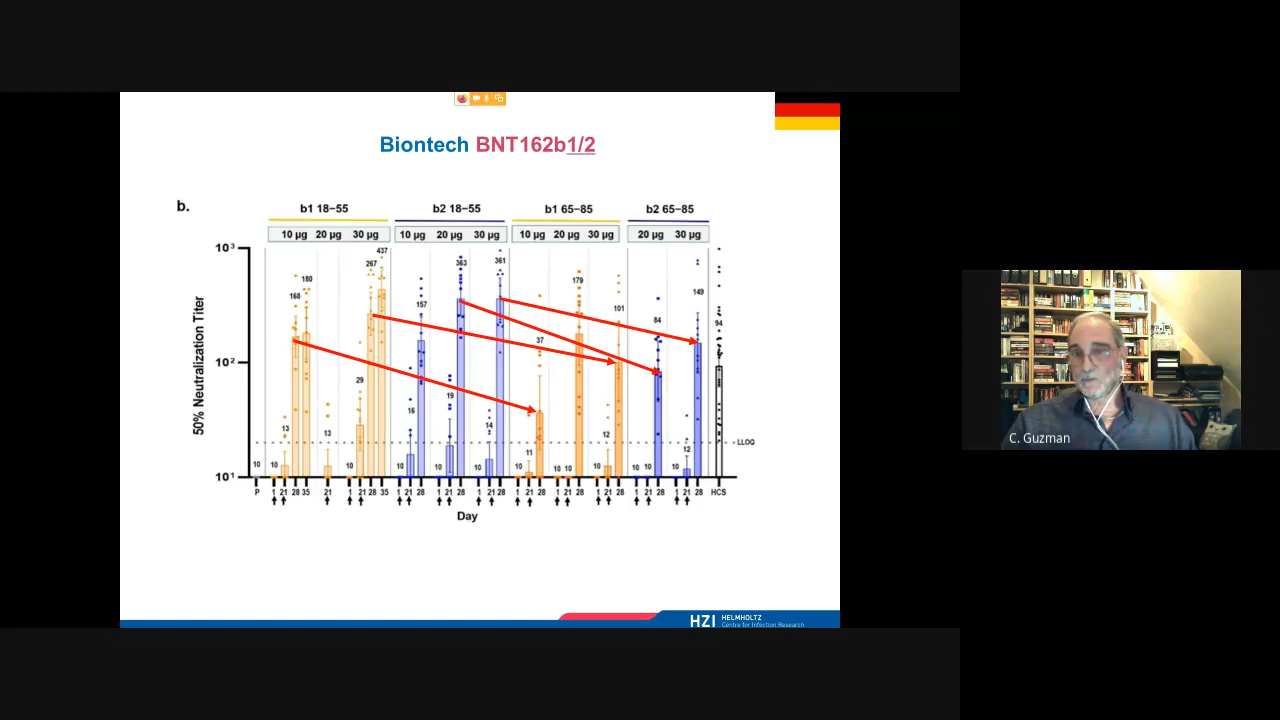 Biontech BNT162b1/2
b.
b1 18–55
b2 18–55
b1 65–85
b2 65–85
10 µg 20 µg 30 µg
10 µg 20 µg 30 µg
10 µg 20 µg 30 µg
20 µg 30 µg
50% Neutralization Titer
10³
10²
10¹
10
10 13 168 180
13
10 29 267 437
10 16 157
10 19 363
10 14 361
10 11 37
10 10 179
10 12 101
10 10 84
10 12 149
94
LLOQ
P
1 21 28 35
21
1 21 28 35
1 21 28
1 21 28
1 21 28
1 21 28
1 21 28
1 21 28
1 21 28
1 21 28
HCS
Day
HZI HELMHOLTZ
Centre for Infection Research
C. Guzman